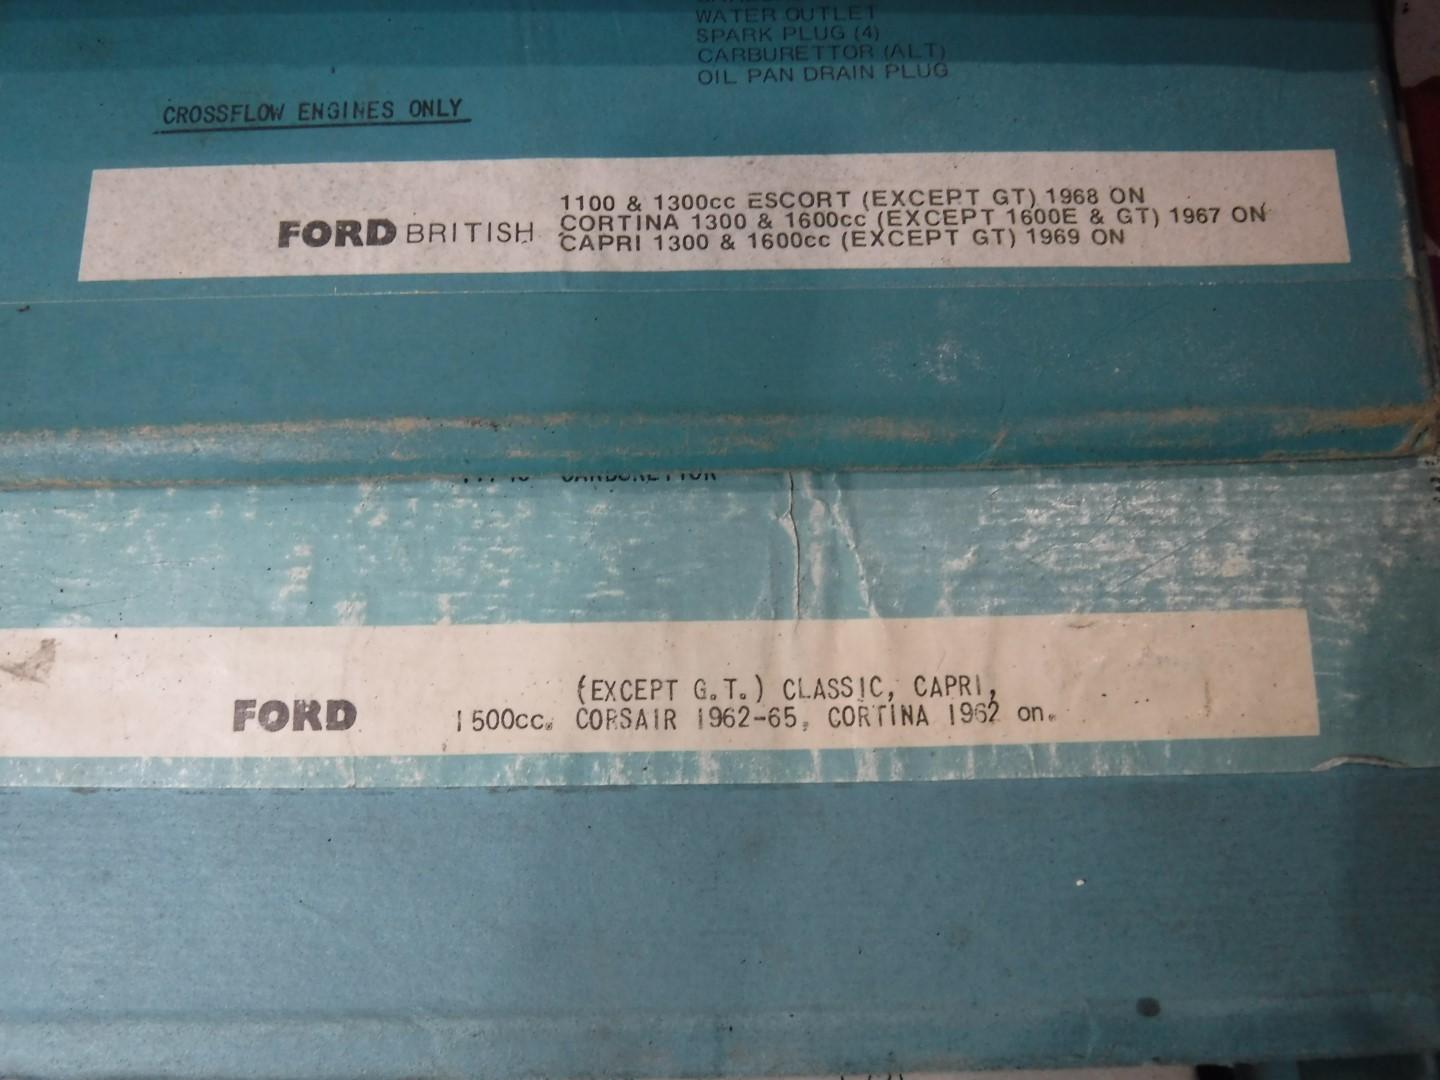 WATER OUTLET
SPARK PLUG (4)
CARBURETTOR (ALT)
OIL PAN DRAIN PLUG
CROSSFLOW ENGINES ONLY
1100 & 1300cc ESCORT (EXCEPT GT) 1968 ON
FORD BRITISH CORTINA 1300 & 1600cc (EXCEPT 1600E & GT) 1967 ON
CAPRI 1300 & 1600cc (EXCEPT GT) 1969 ON
CARBURETTOR
(EXCEPT G.T.) CLASSIC, CAPRI,
FORD 1500cc. CORSAIR 1962-65, CORTINA 1962 on.